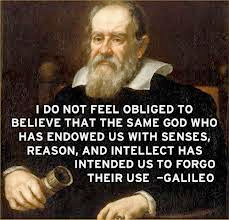 I DO NOT FEEL OBLIGED TO
BELIEVE THAT THE SAME GOD WHO
HAS ENDOWED US WITH SENSES,
REASON, AND INTELLECT HAS
INTENDED US TO FORGO
THEIR USE –GALILEO